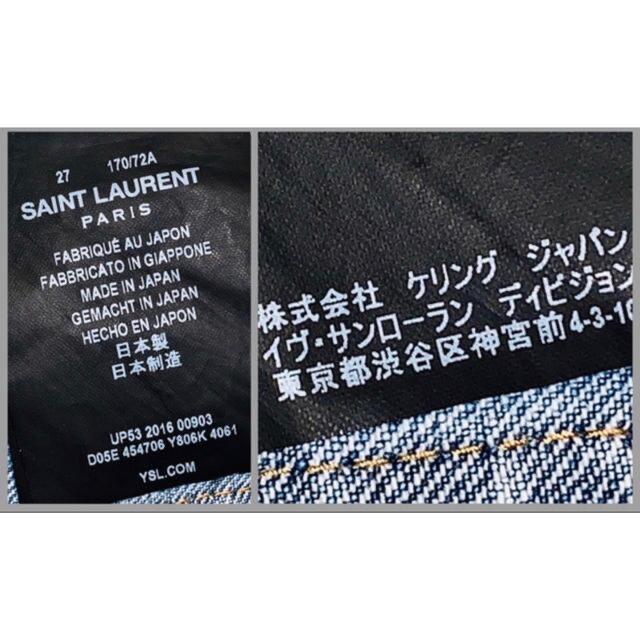 27 170/72A
SAINT LAURENT
PARIS
FABRIQUÉ AU JAPON
FABBRICATO IN GIAPPONE
MADE IN JAPAN
GEMACHT IN JAPAN
HECHO EN JAPON
日本製
日本制造
UP53 2016 00903
D05E 454706 Y806K 4061
YSL.COM
株式会社 ケリング ジャパン
イヴ・サンローラン ディビジョン
東京都渋谷区神宮前4-3-